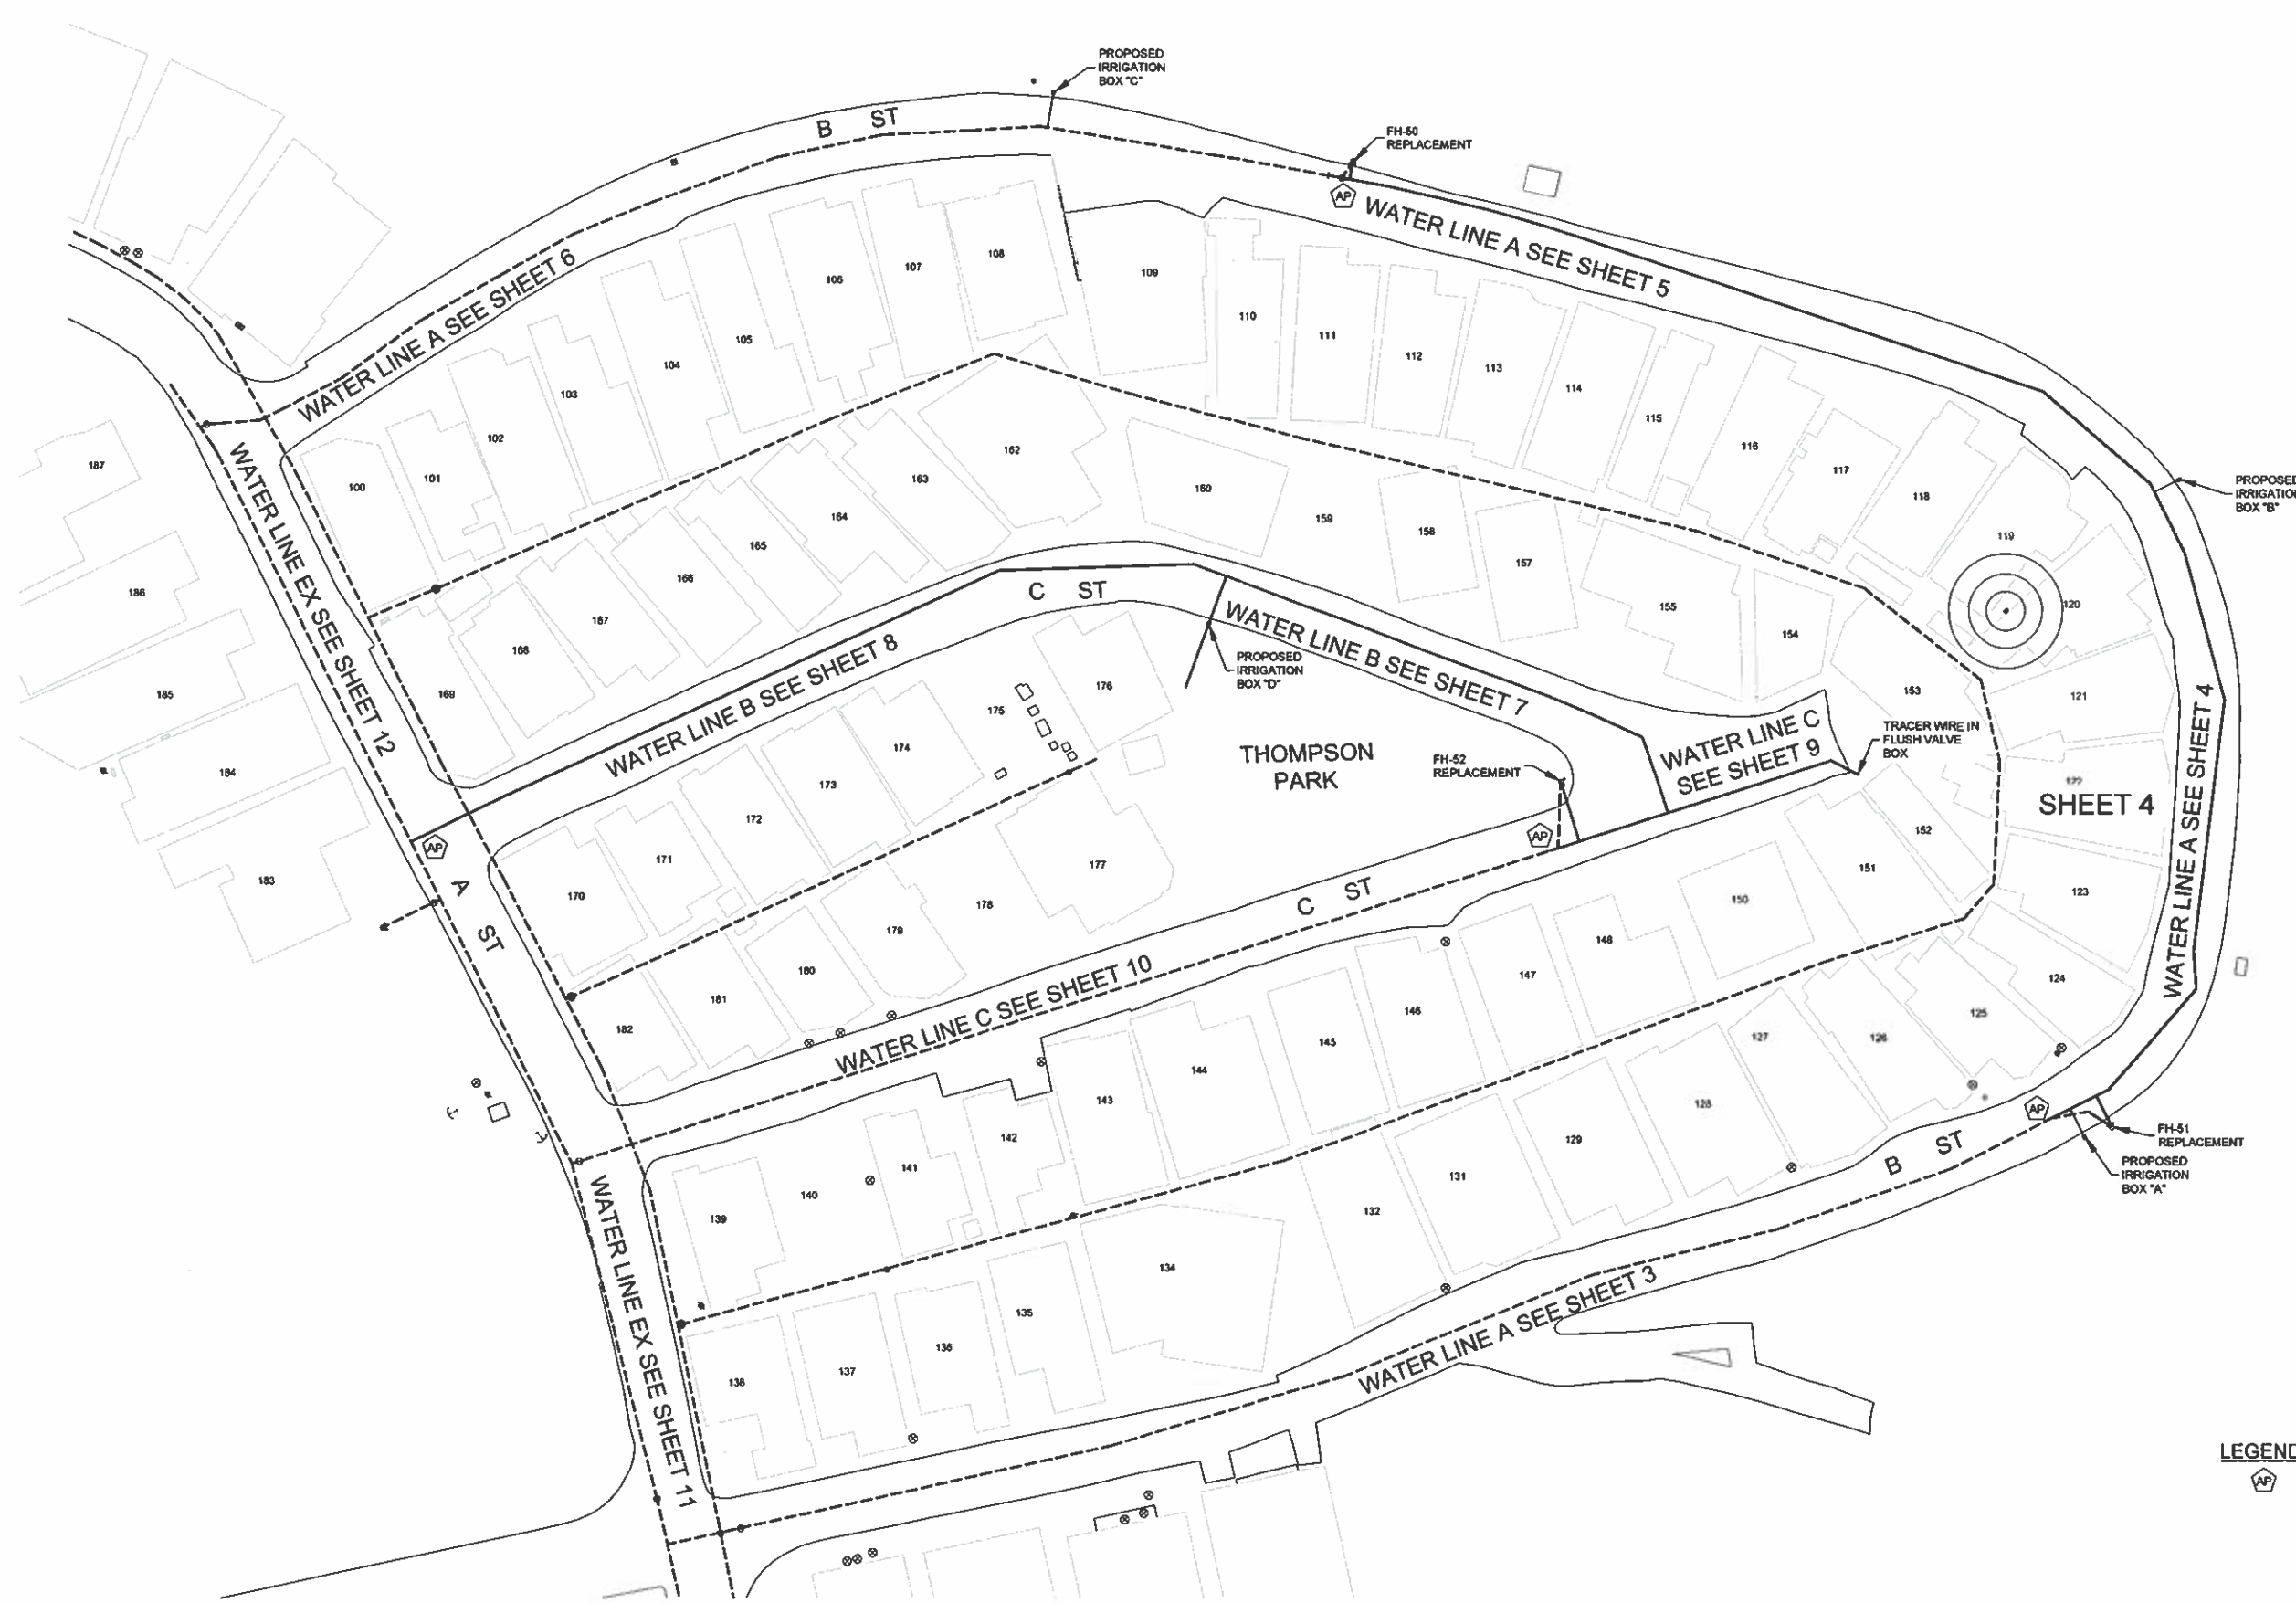 PROPOSED
IRRIGATION
BOX "C"
B ST
FH-50
REPLACEMENT
AP
WATER LINE A SEE SHEET 5
WATER LINE A SEE SHEET 6
108
107
106
105
104
103
102
101
100
109
110
111
112
113
114
115
116
117
118
119
120
121
122
123
124
125
126
127
128
129
131
132
134
135
136
137
138
139
140
141
142
143
144
145
146
147
148
150
151
152
153
154
155
157
158
159
160
162
163
164
165
166
167
168
169
170
171
172
173
174
175
176
177
178
179
180
181
182
183
184
185
186
187
PROPOSED
IRRIGATION
BOX "B"
WATER LINE EX SEE SHEET 12
C ST
WATER LINE B SEE SHEET 8
WATER LINE B SEE SHEET 7
PROPOSED
IRRIGATION
BOX "D"
THOMPSON
PARK
FH-52
REPLACEMENT
WATER LINE C
SEE SHEET 9
TRACER WIRE IN
FLUSH VALVE
BOX
SHEET 4
WATER LINE A SEE SHEET 4
AP
A ST
AP
C ST
WATER LINE C SEE SHEET 10
AP
B ST
FH-51
REPLACEMENT
PROPOSED
IRRIGATION
BOX "A"
WATER LINE EX SEE SHEET 11
WATER LINE A SEE SHEET 3
LEGEND
AP